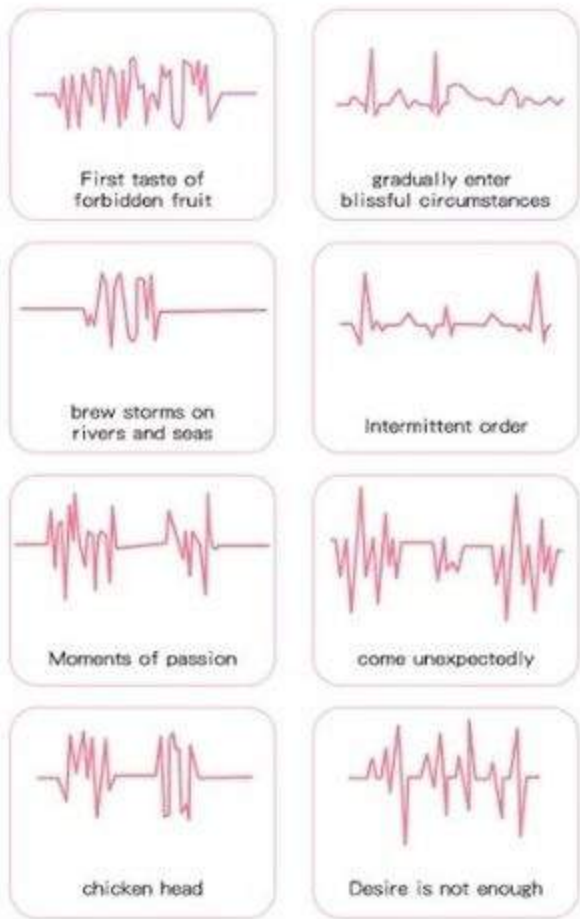 First taste of
forbidden fruit
gradually enter
blissful circumstances
brew storms on
rivers and seas
Intermittent order
Moments of passion
come unexpectedly
chicken head
Desire is not enough